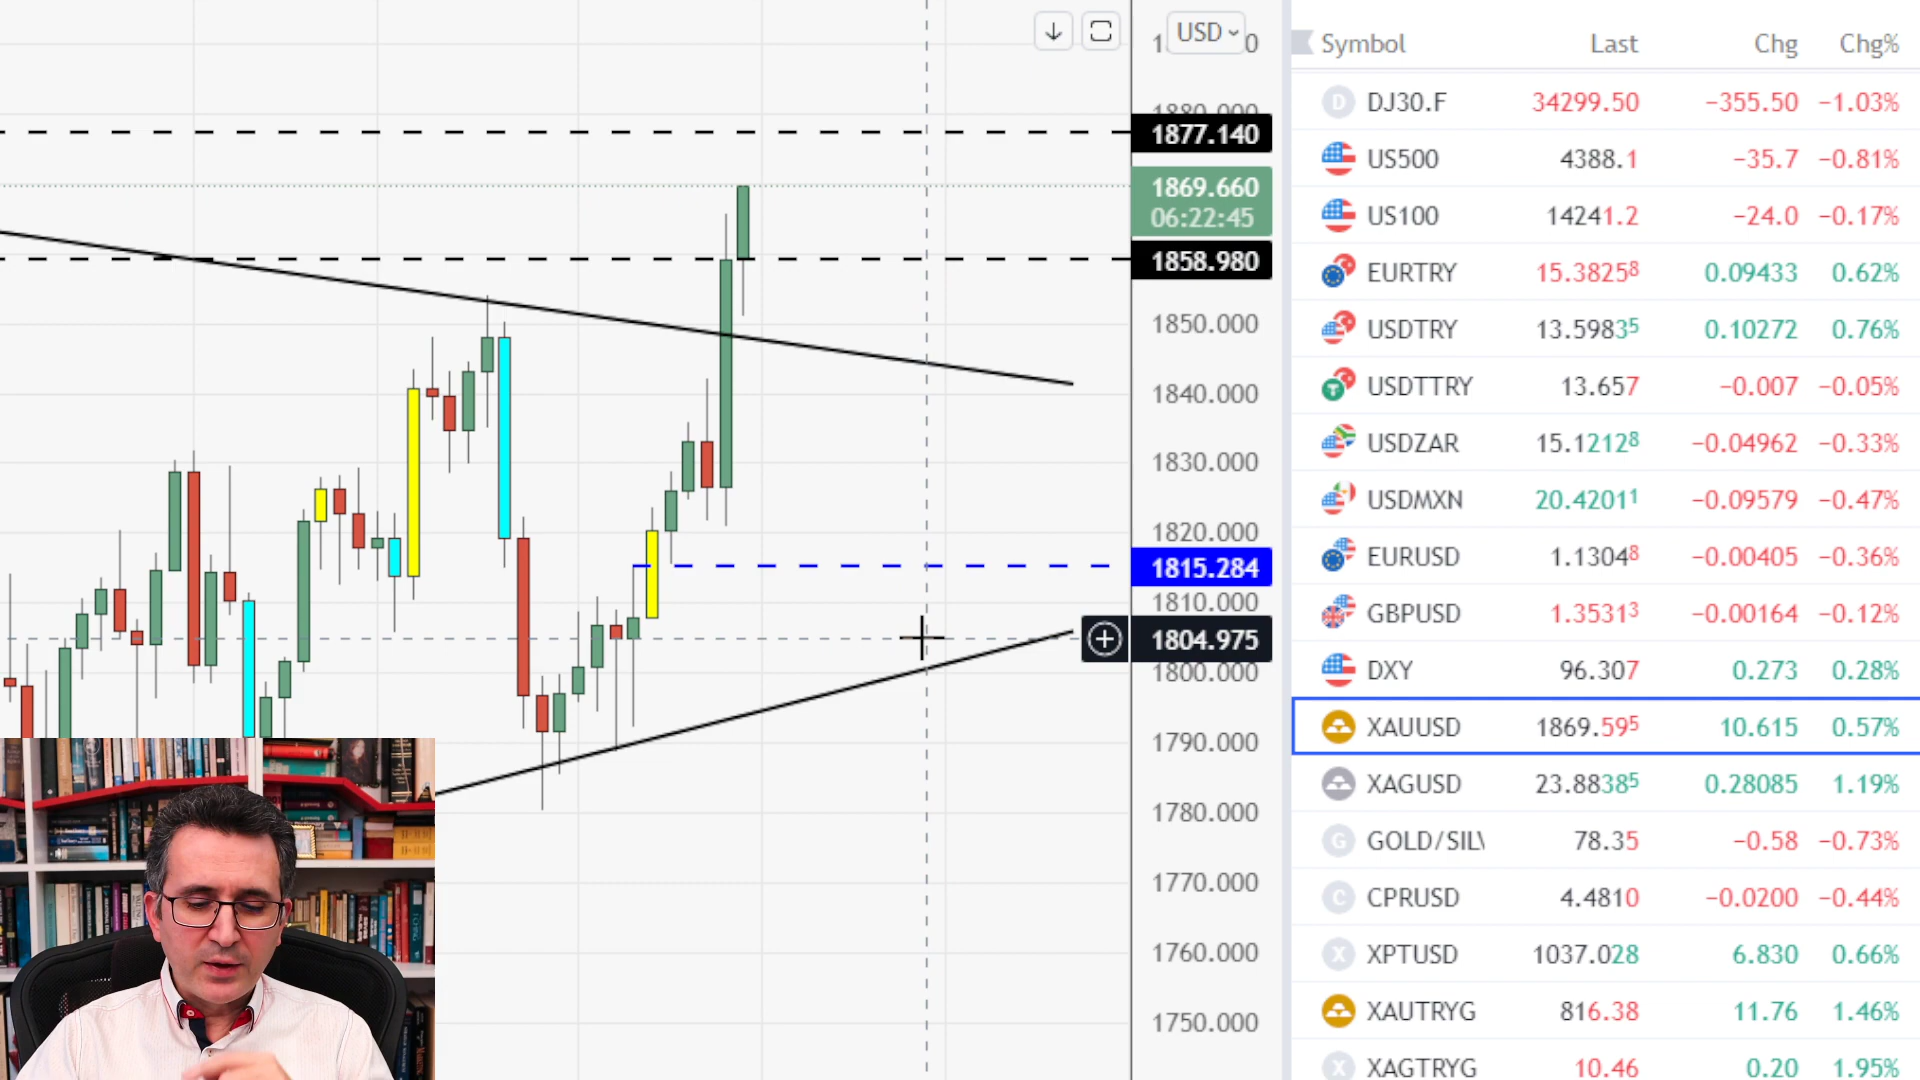 USD
1880.000
1877.140
1869.660
06:22:45
1858.980
1850.000
1840.000
1830.000
1820.000
1815.284
1810.000
1804.975
1800.000
1790.000
1780.000
1770.000
1760.000
1750.000
Symbol Last Chg Chg%
D DJ30.F 34299.50 −355.50 −1.03%
US500 4388.1 −35.7 −0.81%
US100 14241.2 −24.0 −0.17%
EURTRY 15.38258 0.09433 0.62%
USDTRY 13.59835 0.10272 0.76%
USDTTRY 13.657 −0.007 −0.05%
USDZAR 15.12128 −0.04962 −0.33%
USDMXN 20.42011 −0.09579 −0.47%
EURUSD 1.13048 −0.00405 −0.36%
GBPUSD 1.35313 −0.00164 −0.12%
DXY 96.307 0.273 0.28%
XAUUSD 1869.595 10.615 0.57%
XAGUSD 23.88385 0.28085 1.19%
G GOLD/SIL 78.35 −0.58 −0.73%
C CPRUSD 4.4810 −0.0200 −0.44%
X XPTUSD 1037.028 6.830 0.66%
XAUTRYG 816.38 11.76 1.46%
X XAGTRYG 10.46 0.20 1.95%